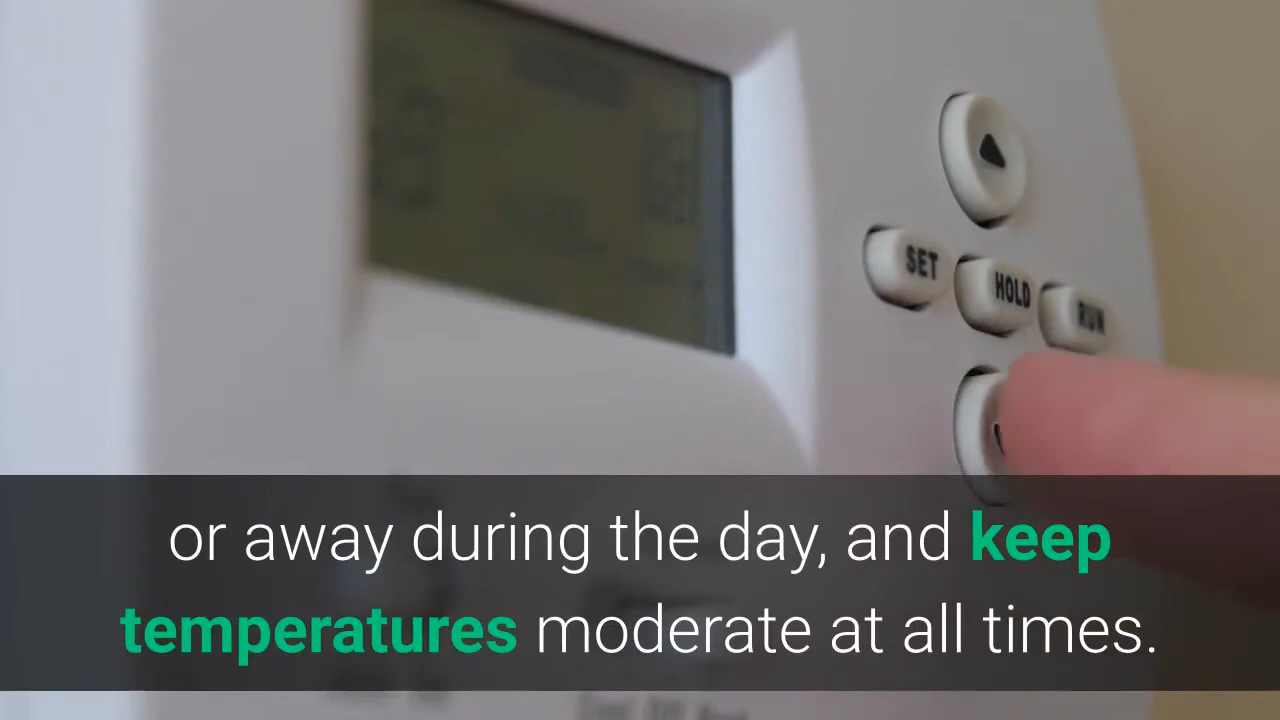 SET
HOLD
RUN
or away during the day, and keep
temperatures moderate at all times.